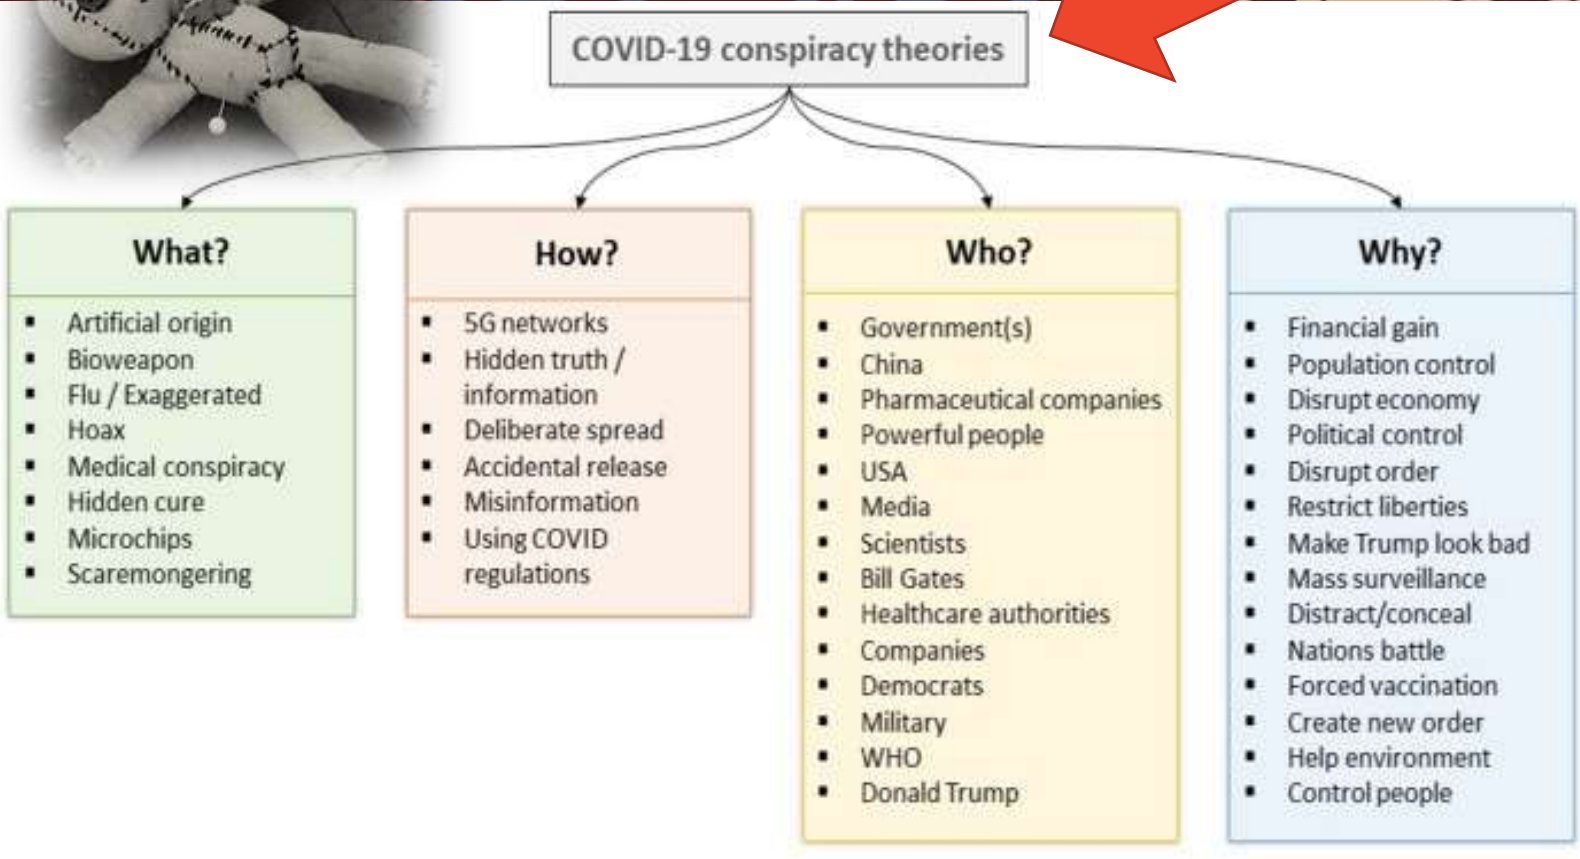 COVID-19 conspiracy theories
What?
▪ Artificial origin
▪ Bioweapon
▪ Flu / Exaggerated
▪ Hoax
▪ Medical conspiracy
▪ Hidden cure
▪ Microchips
▪ Scaremongering
How?
▪ 5G networks
▪ Hidden truth /
information
▪ Deliberate spread
▪ Accidental release
▪ Misinformation
▪ Using COVID
regulations
Who?
▪ Government(s)
▪ China
▪ Pharmaceutical companies
▪ Powerful people
▪ USA
▪ Media
▪ Scientists
▪ Bill Gates
▪ Healthcare authorities
▪ Companies
▪ Democrats
▪ Military
▪ WHO
▪ Donald Trump
Why?
▪ Financial gain
▪ Population control
▪ Disrupt economy
▪ Political control
▪ Disrupt order
▪ Restrict liberties
▪ Make Trump look bad
▪ Mass surveillance
▪ Distract/conceal
▪ Nations battle
▪ Forced vaccination
▪ Create new order
▪ Help environment
▪ Control people